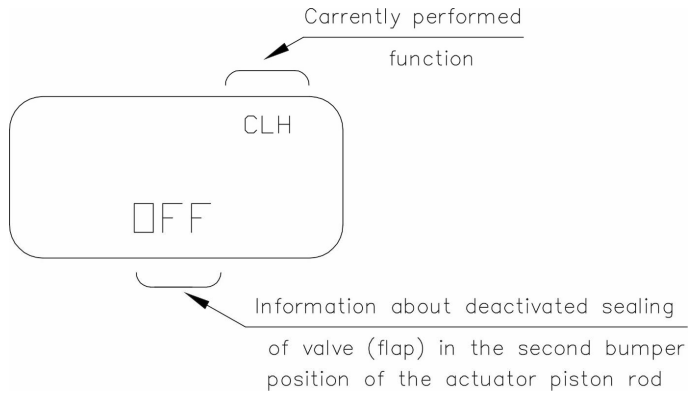 Carrently performed
function
CLH
OFF
Information about deactivated sealing
of valve (flap) in the second bumper
position of the actuator piston rod